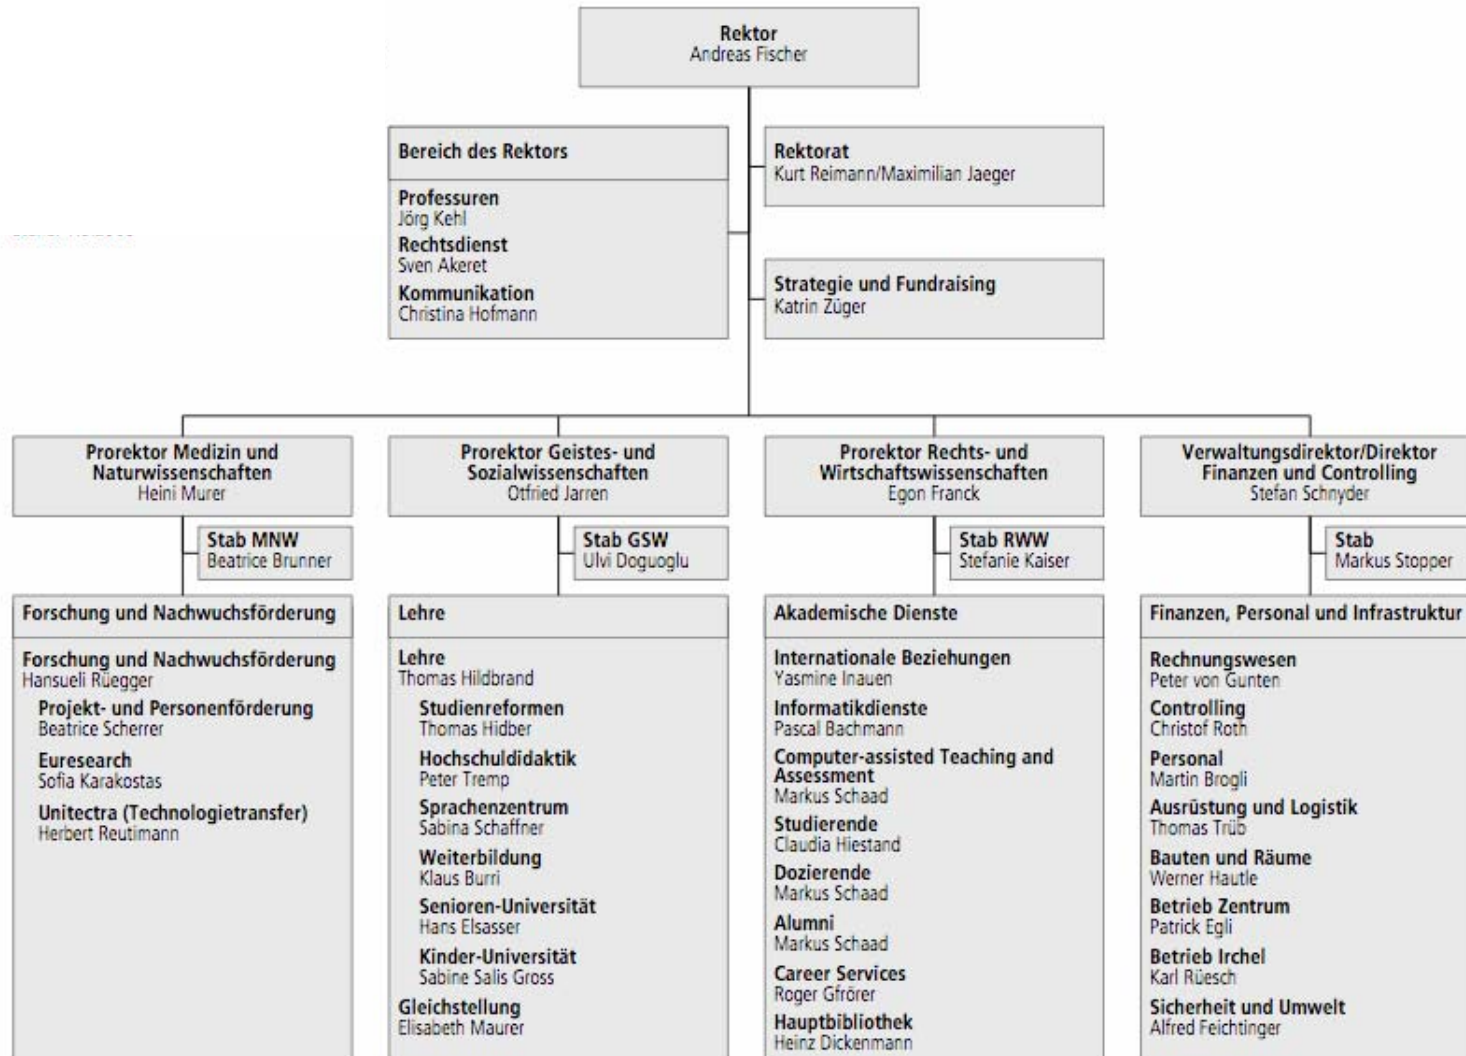 Rektor
Andreas Fischer
Bereich des Rektors
Professuren
Jörg Kehl
Rechtsdienst
Sven Akeret
Kommunikation
Christina Hofmann
Rektorat
Kurt Reimann/Maximilian Jaeger
Strategie und Fundraising
Katrin Züger
Prorektor Medizin und
Naturwissenschaften
Heini Murer
Stab MNW
Beatrice Brunner
Forschung und Nachwuchsförderung
Forschung und Nachwuchsförderung
Hansueli Rüegger
Projekt- und Personenförderung
Beatrice Scherrer
Euresearch
Sofia Karakostas
Unitectra (Technologietransfer)
Herbert Reutimann
Prorektor Geistes- und
Sozialwissenschaften
Otfried Jarren
Stab GSW
Ulvi Doguoglu
Lehre
Lehre
Thomas Hildbrand
Studienreformen
Thomas Hidber
Hochschuldidaktik
Peter Tremp
Sprachenzentrum
Sabina Schaffner
Weiterbildung
Klaus Burri
Senioren-Universität
Hans Elsasser
Kinder-Universität
Sabine Salis Gross
Gleichstellung
Elisabeth Maurer
Prorektor Rechts- und
Wirtschaftswissenschaften
Egon Franck
Stab RWW
Stefanie Kaiser
Akademische Dienste
Internationale Beziehungen
Yasmine Inauen
Informatikdienste
Pascal Bachmann
Computer-assisted Teaching and
Assessment
Markus Schaad
Studierende
Claudia Hiestand
Dozierende
Markus Schaad
Alumni
Markus Schaad
Career Services
Roger Gfrörer
Hauptbibliothek
Heinz Dickenmann
Verwaltungsdirektor/Direktor
Finanzen und Controlling
Stefan Schnyder
Stab
Markus Stopper
Finanzen, Personal und Infrastruktur
Rechnungswesen
Peter von Gunten
Controlling
Christof Roth
Personal
Martin Brogli
Ausrüstung und Logistik
Thomas Trüb
Bauten und Räume
Werner Hautle
Betrieb Zentrum
Patrick Egli
Betrieb Irchel
Karl Rüesch
Sicherheit und Umwelt
Alfred Feichtinger